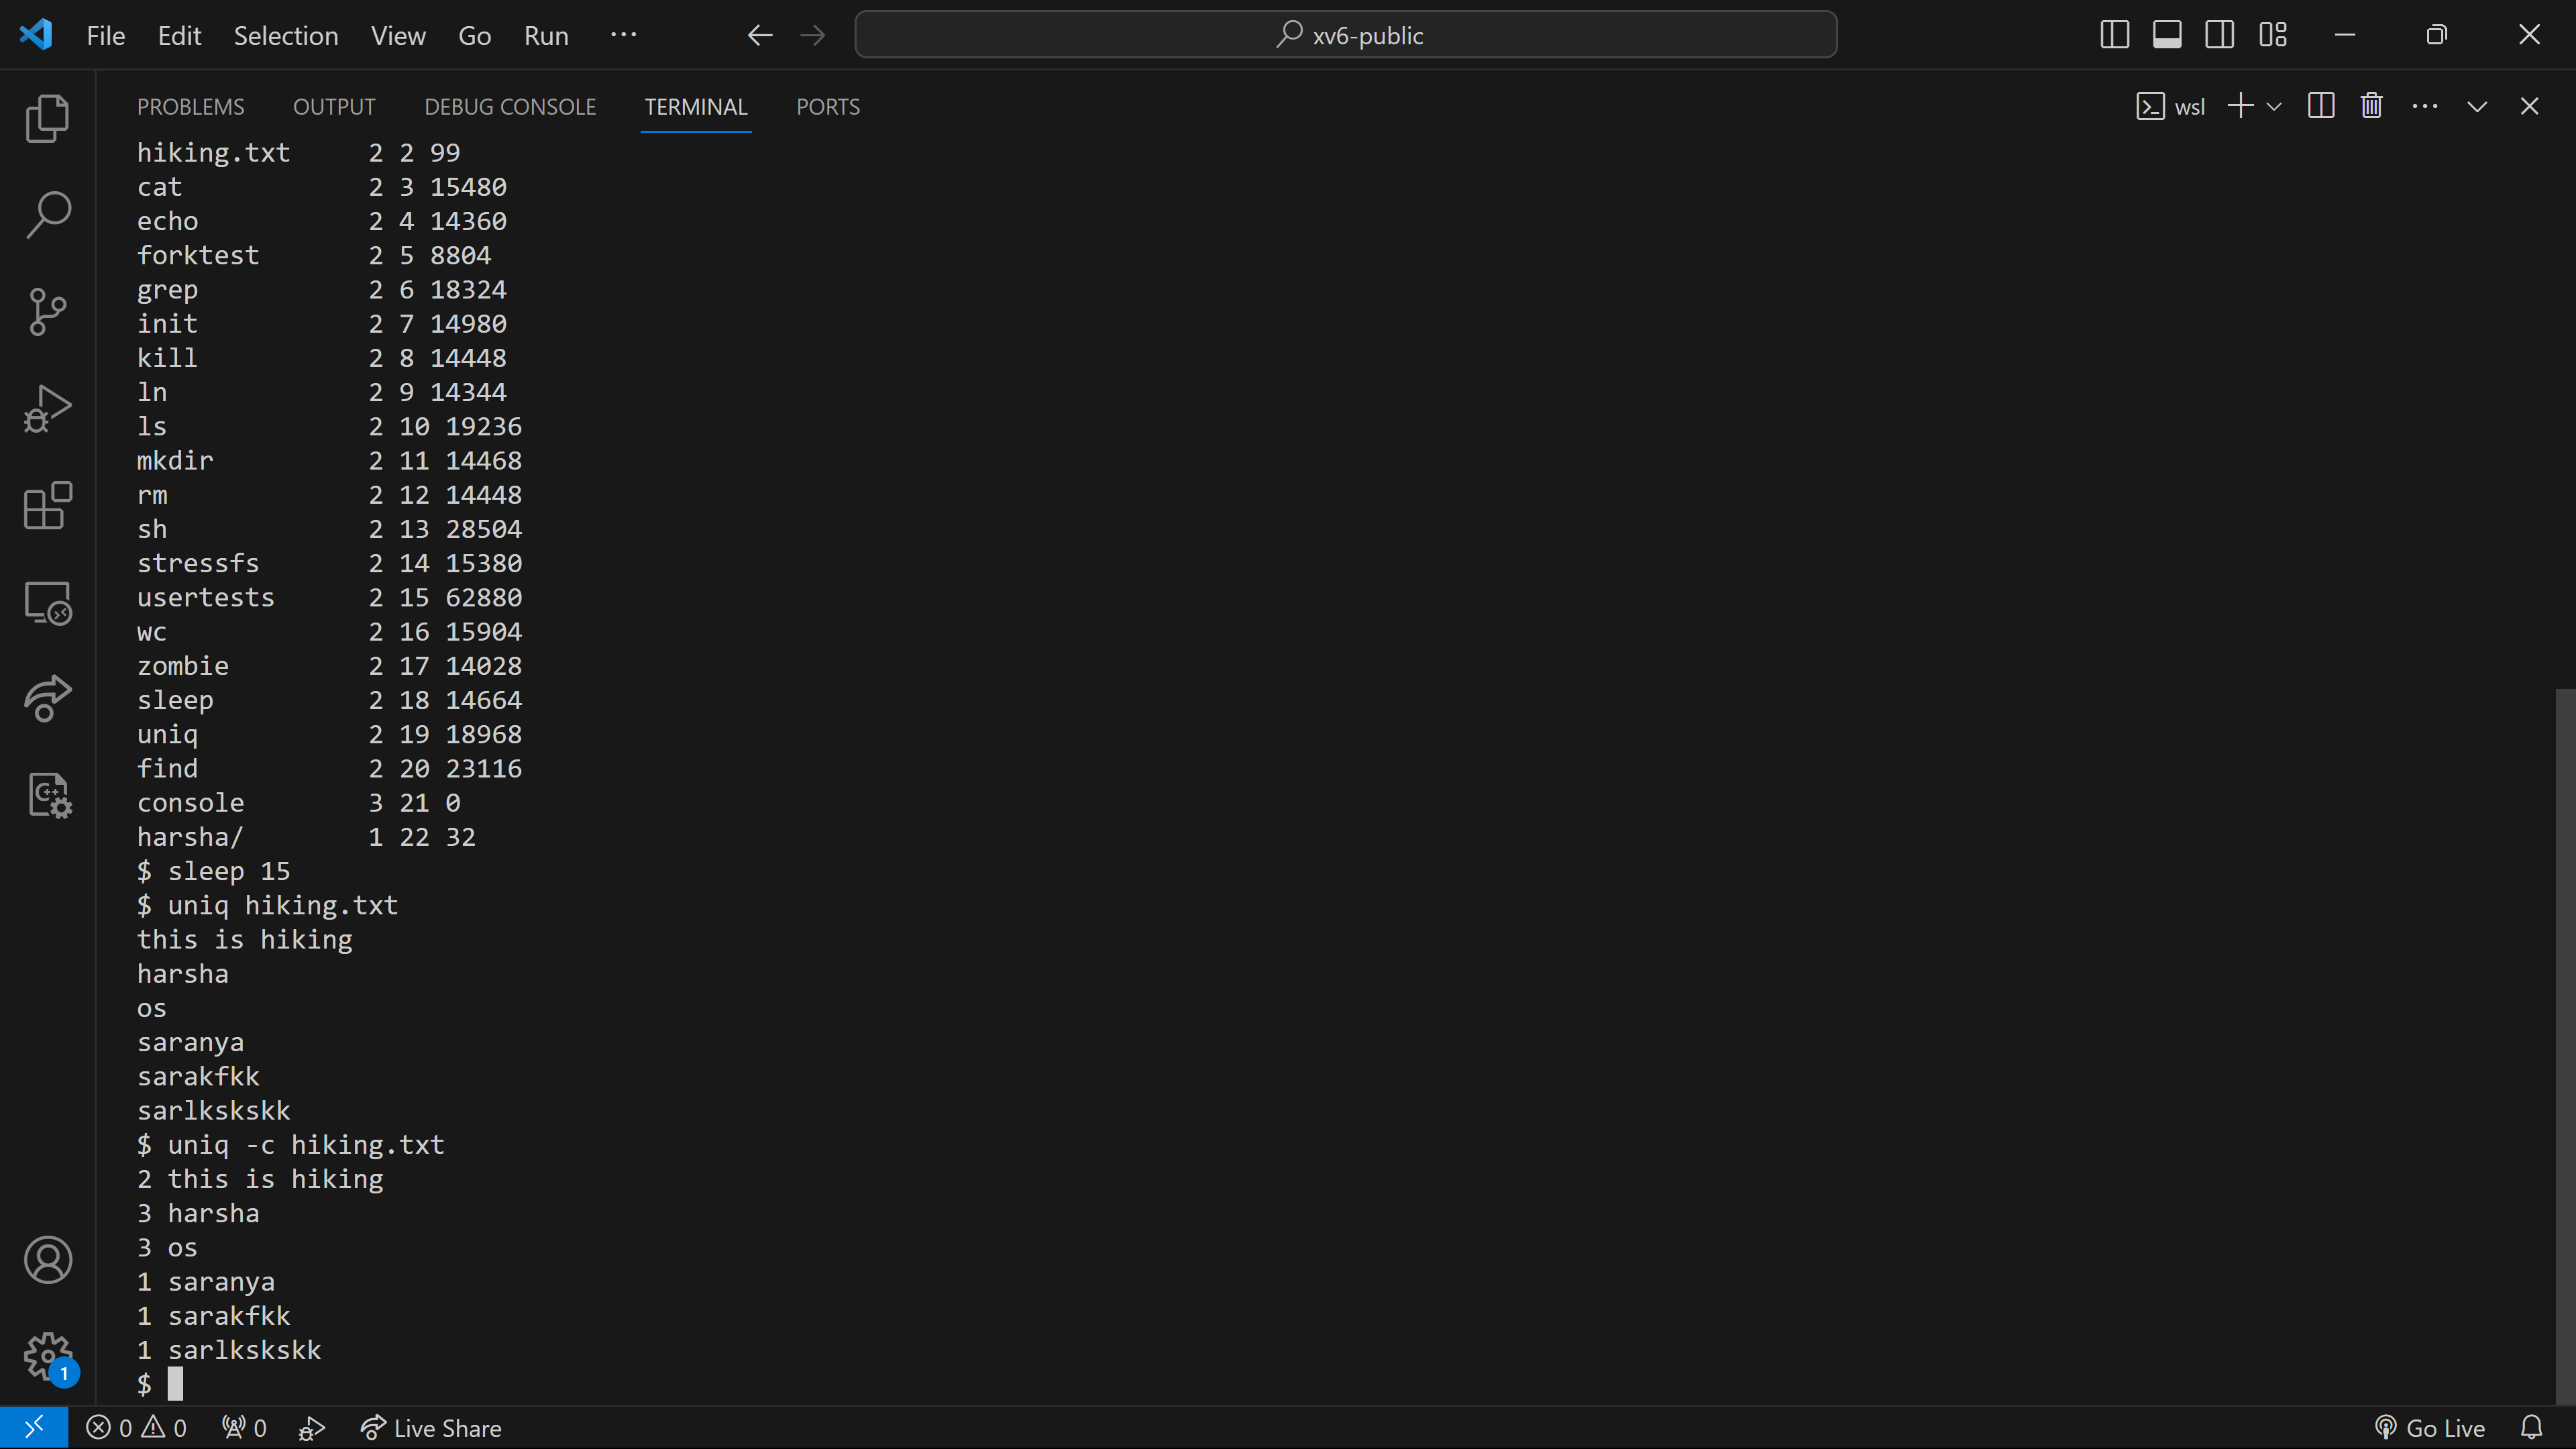 File Edit Selection View Go Run ··· xv6-public
PROBLEMS OUTPUT DEBUG CONSOLE TERMINAL PORTS wsl
hiking.txt     2 2 99
cat            2 3 15480
echo           2 4 14360
forktest       2 5 8804
grep           2 6 18324
init           2 7 14980
kill           2 8 14448
ln             2 9 14344
ls             2 10 19236
mkdir          2 11 14468
rm             2 12 14448
sh             2 13 28504
stressfs       2 14 15380
usertests      2 15 62880
wc             2 16 15904
zombie         2 17 14028
sleep          2 18 14664
uniq           2 19 18968
find           2 20 23116
console        3 21 0
harsha/        1 22 32
$ sleep 15
$ uniq hiking.txt
this is hiking
harsha
os
saranya
sarakfkk
sarlkskskk
$ uniq -c hiking.txt
2 this is hiking
3 harsha
3 os
1 saranya
1 sarakfkk
1 sarlkskskk
$
1
0 0 0 Live Share Go Live